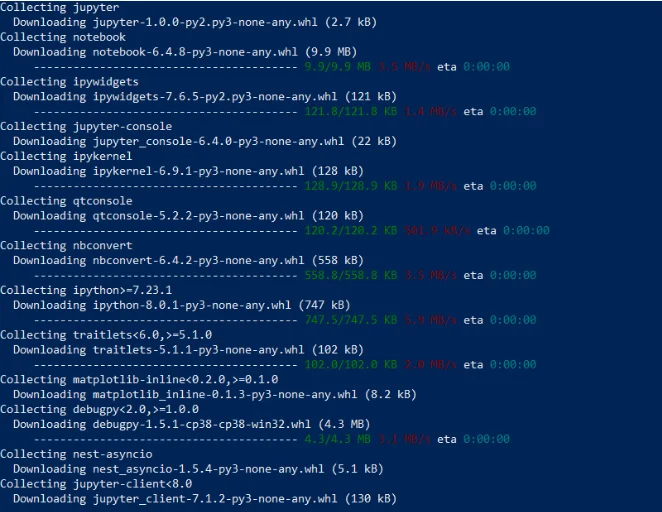 Collecting jupyter
Downloading jupyter-1.0.0-py2.py3-none-any.whl (2.7 kB)
Collecting notebook
Downloading notebook-6.4.8-py3-none-any.whl (9.9 MB)
---------------------------------------- 9.9/9.9 MB 3.5 MB/s eta 0:00:00
Collecting ipywidgets
Downloading ipywidgets-7.6.5-py2.py3-none-any.whl (121 kB)
---------------------------------------- 121.8/121.8 KB 1.4 MB/s eta 0:00:00
Collecting jupyter-console
Downloading jupyter_console-6.4.0-py3-none-any.whl (22 kB)
Collecting ipykernel
Downloading ipykernel-6.9.1-py3-none-any.whl (128 kB)
---------------------------------------- 128.9/128.9 KB 1.9 MB/s eta 0:00:00
Collecting qtconsole
Downloading qtconsole-5.2.2-py3-none-any.whl (120 kB)
---------------------------------------- 120.2/120.2 KB kB/s eta 0:00:00
Collecting nbconvert
Downloading nbconvert-6.4.2-py3-none-any.whl (558 kB)
---------------------------------------- 558.8/558.8 KB 3.5 MB/s eta 0:00:00
Collecting ipython>=7.23.1
Downloading ipython-8.0.1-py3-none-any.whl (747 kB)
---------------------------------------- 747.5/747.5 KB 5.9 MB/s eta 0:00:00
Collecting traitlets<6.0,>=5.1.0
Downloading traitlets-5.1.1-py3-none-any.whl (102 kB)
---------------------------------------- 102.0/102.0 KB 2.0 MB/s eta 0:00:00
Collecting matplotlib-inline<0.2.0,>=0.1.0
Downloading matplotlib_inline-0.1.3-py3-none-any.whl (8.2 kB)
Collecting debugpy<2.0,>=1.0.0
Downloading debugpy-1.5.1-cp38-cp38-win32.whl (4.3 MB)
---------------------------------------- 4.3/4.3 MB MB/s eta 0:00:00
Collecting nest-asyncio
Downloading nest_asyncio-1.5.4-py3-none-any.whl (5.1 kB)
Collecting jupyter-client<8.0
Downloading jupyter_client-7.1.2-py3-none-any.whl (130 kB)